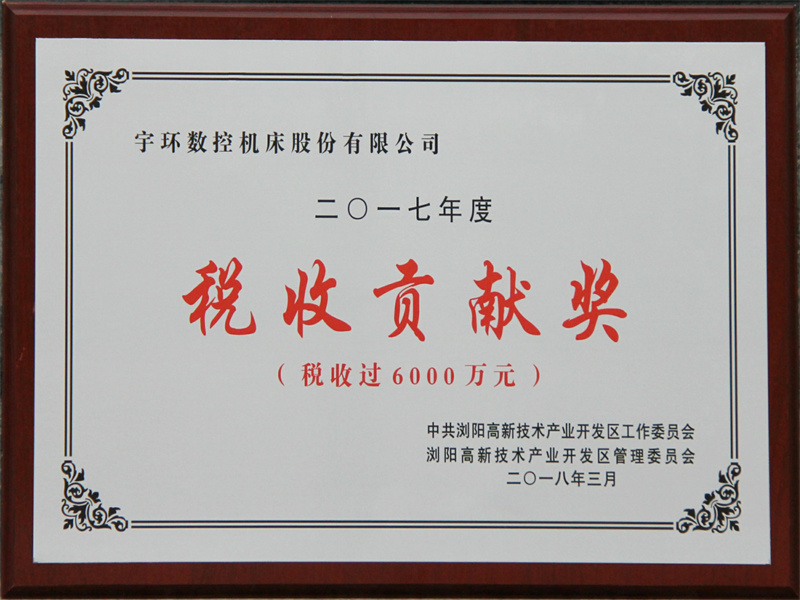 宇环数控机床股份有限公司
二〇一七年度
税收贡献奖
（税收过6000万元）
中共浏阳高新技术产业开发区工作委员会
浏阳高新技术产业开发区管理委员会
二〇一八年三月